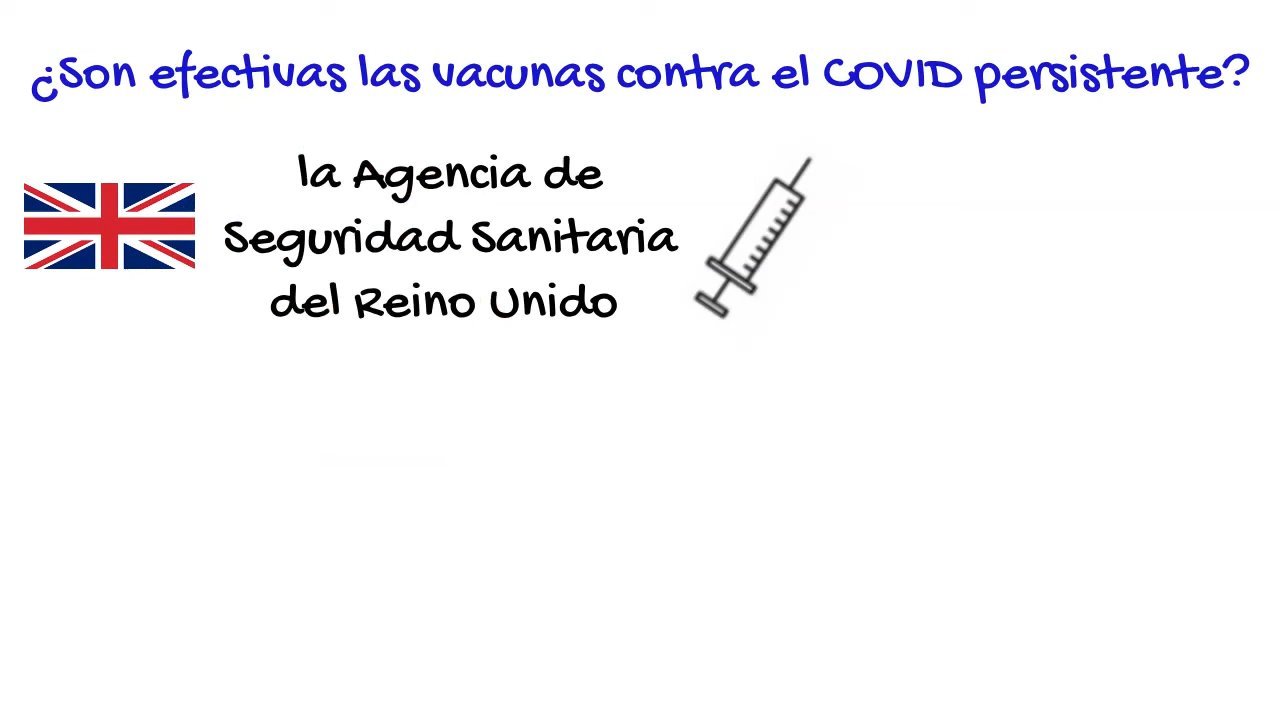 ¿Son efectivas las vacunas contra el COVID persistente?
la Agencia de
Seguridad Sanitaria
del Reino Unido